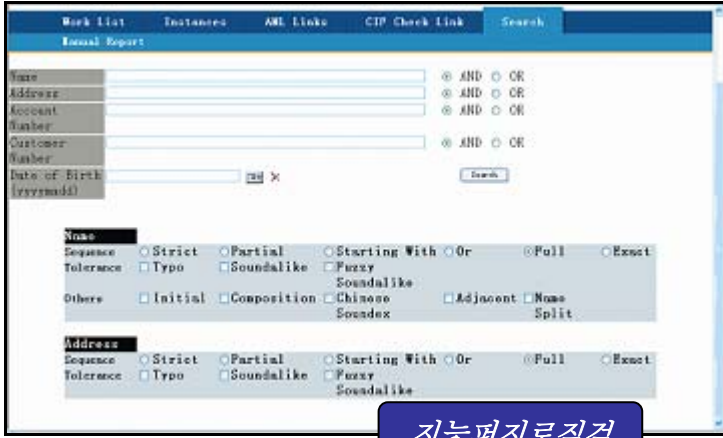 Work List Instances AML Links CIP Check Link Search
Manual Report
Name AND OR
Address AND OR
Account Number AND OR
Customer Number AND OR
Date of Birth (yyyymmdd) Search
Name
Sequence Strict Partial Starting With Or Full Exact
Tolerance Typo Soundalike Fuzzy Soundalike
Others Initial Composition Chinese Soundex Adjacent Name Split
Address
Sequence Strict Partial Starting With Or Full Exact
Tolerance Typo Soundalike Fuzzy Soundalike